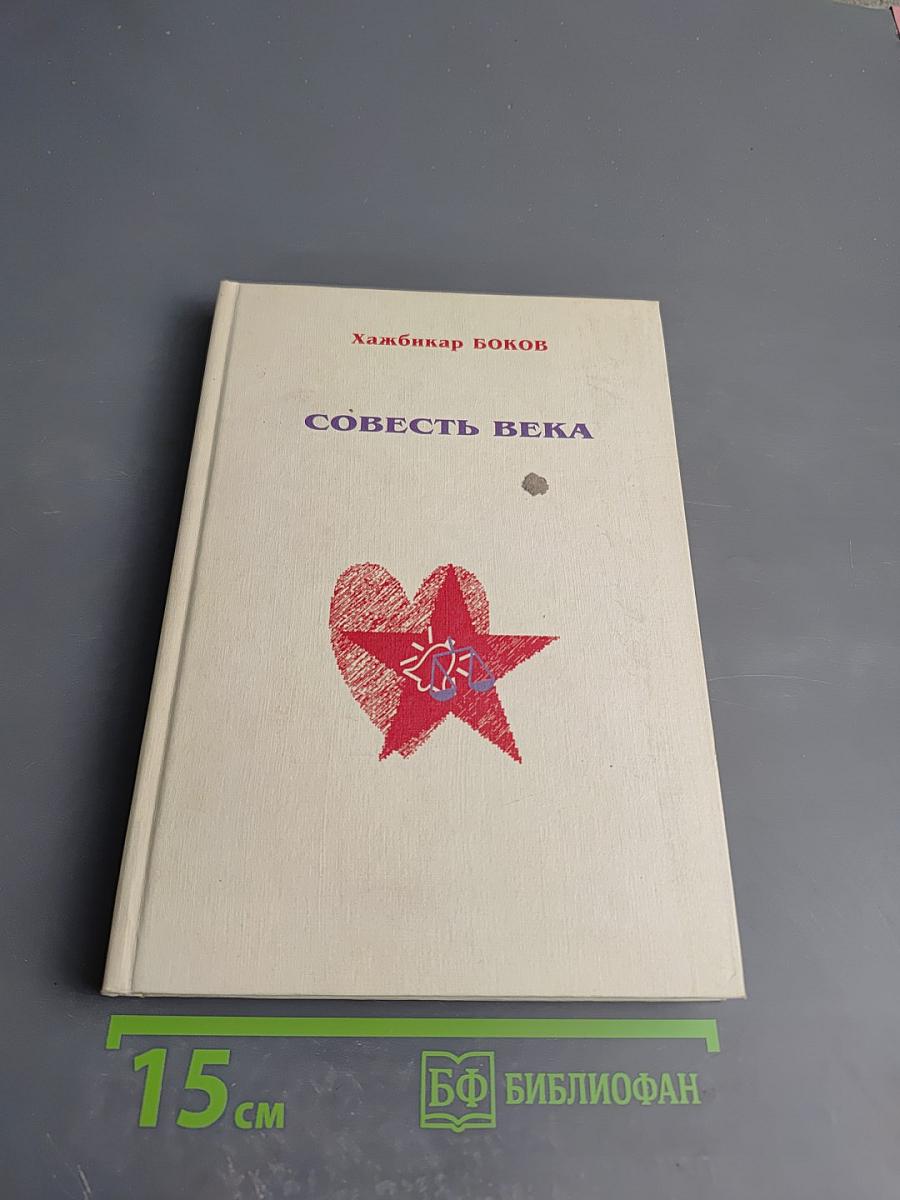 Хажбикар БОКОВ
СОВЕСТЬ ВЕКА
15 см
БФ БИБЛИОФАН